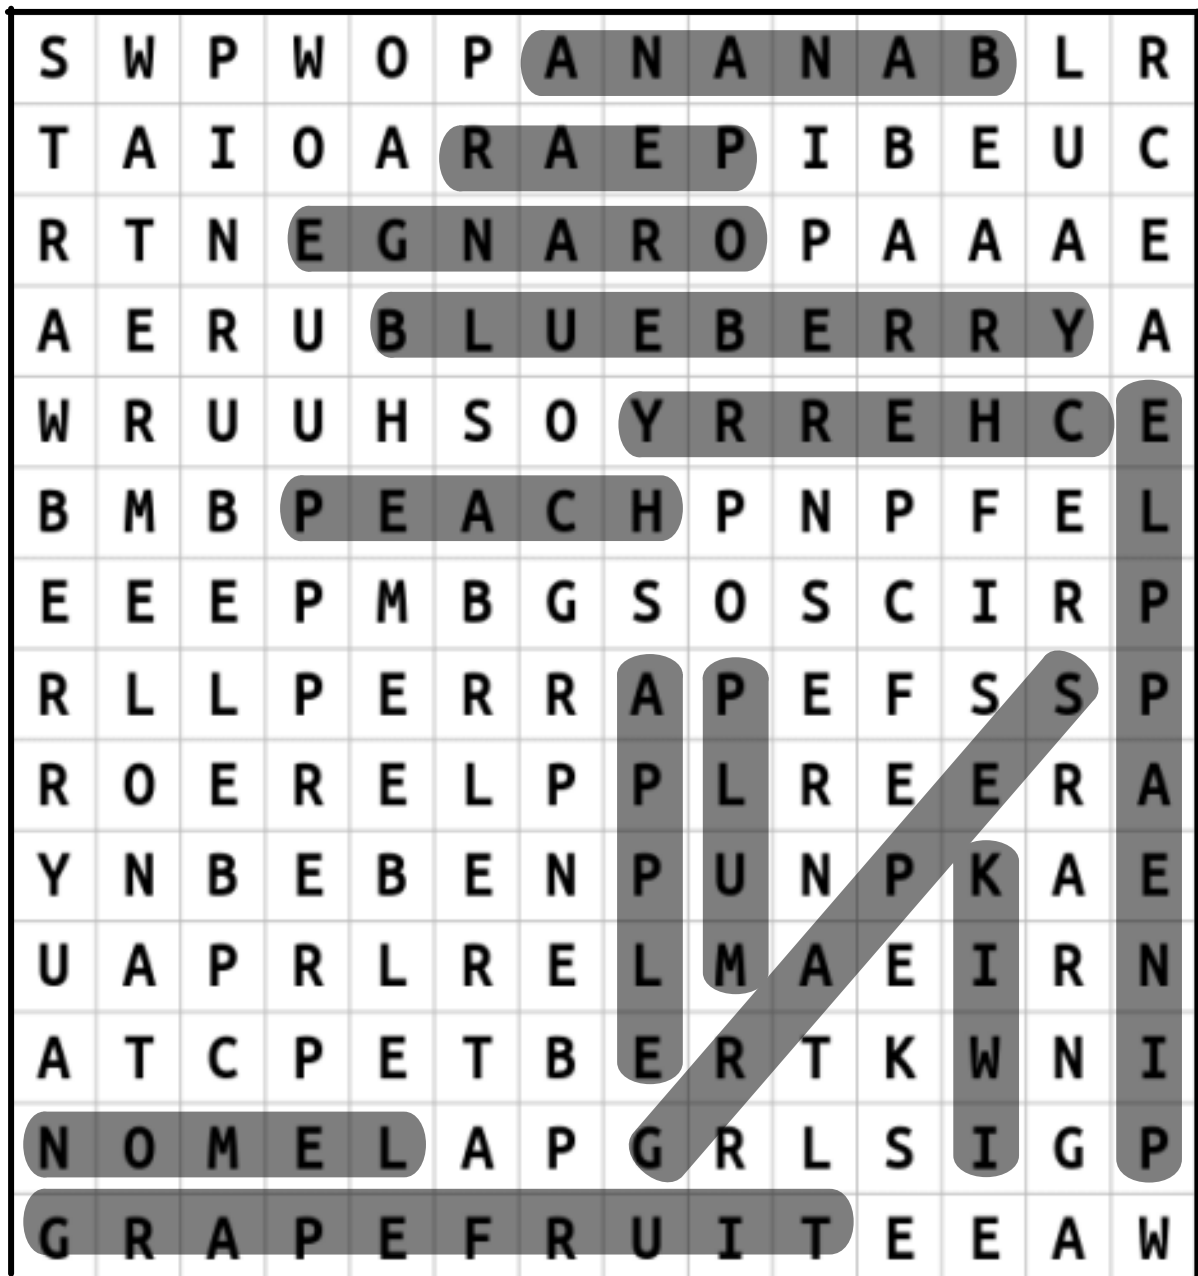 S W P W O P A N A N A B L R
T A I O A R A E P I B E U C
R T N E G N A R O P A A A E
A E R U B L U E B E R R Y A
W R U U H S O Y R R E H C E
B M B P E A C H P N P F E L
E E E P M B G S O S C I R P
R L L P E R R A P E F S S P
R O E R E L P P L R E E R A
Y N B E B E N P U N P K A E
U A P R L R E L M A E I R N
A T C P E T B E R T K W N I
N O M E L A P G R L S I G P
G R A P E F R U I T E E A W